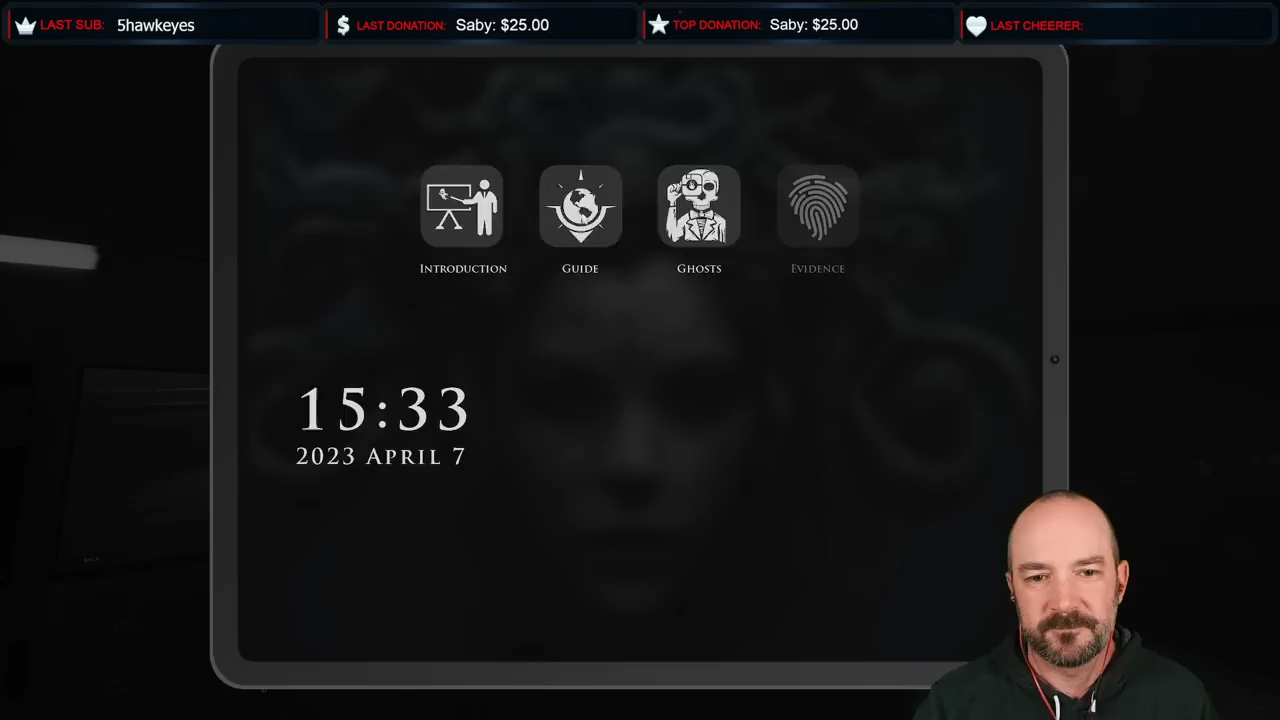 LAST SUB: 5hawkeyes
LAST DONATION: Saby: $25.00
TOP DONATION: Saby: $25.00
LAST CHEERER:
INTRODUCTION
GUIDE
GHOSTS
EVIDENCE
15:33
2023 APRIL 7